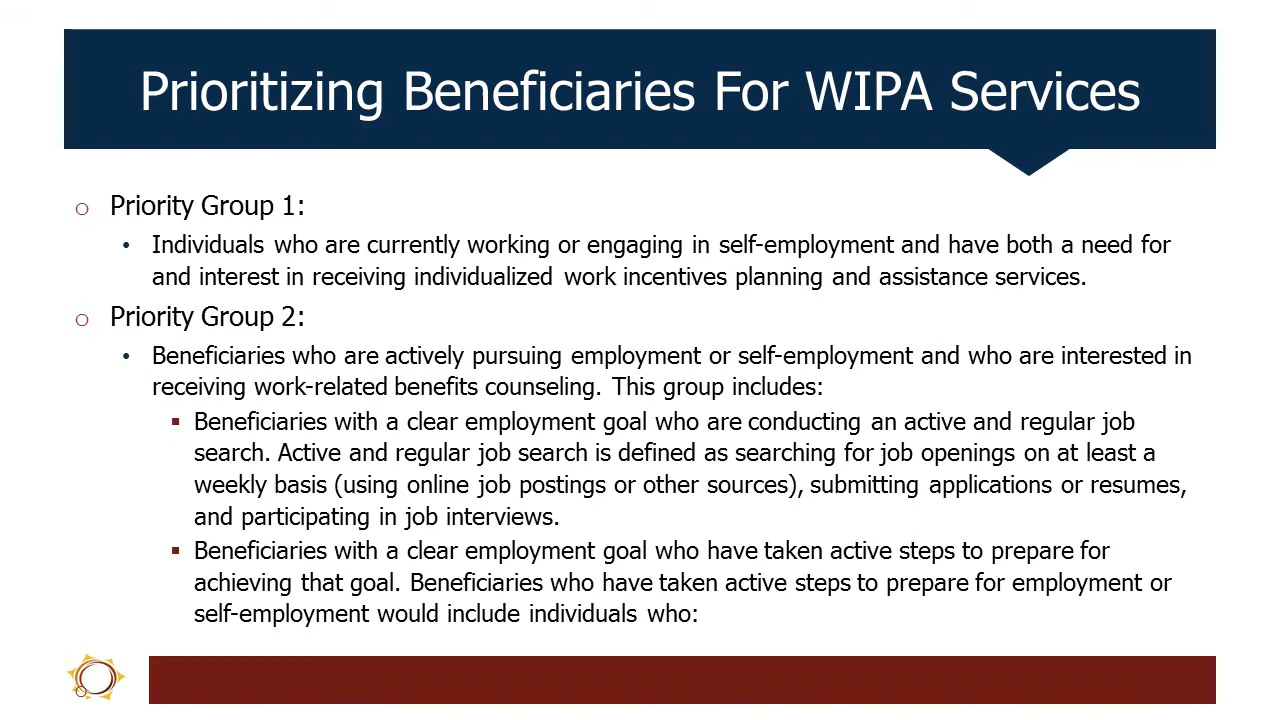 Prioritizing Beneficiaries For WIPA Services
o Priority Group 1:
• Individuals who are currently working or engaging in self-employment and have both a need for
and interest in receiving individualized work incentives planning and assistance services.
o Priority Group 2:
• Beneficiaries who are actively pursuing employment or self-employment and who are interested in
receiving work-related benefits counseling. This group includes:
▪ Beneficiaries with a clear employment goal who are conducting an active and regular job
search. Active and regular job search is defined as searching for job openings on at least a
weekly basis (using online job postings or other sources), submitting applications or resumes,
and participating in job interviews.
▪ Beneficiaries with a clear employment goal who have taken active steps to prepare for
achieving that goal. Beneficiaries who have taken active steps to prepare for employment or
self-employment would include individuals who:
o